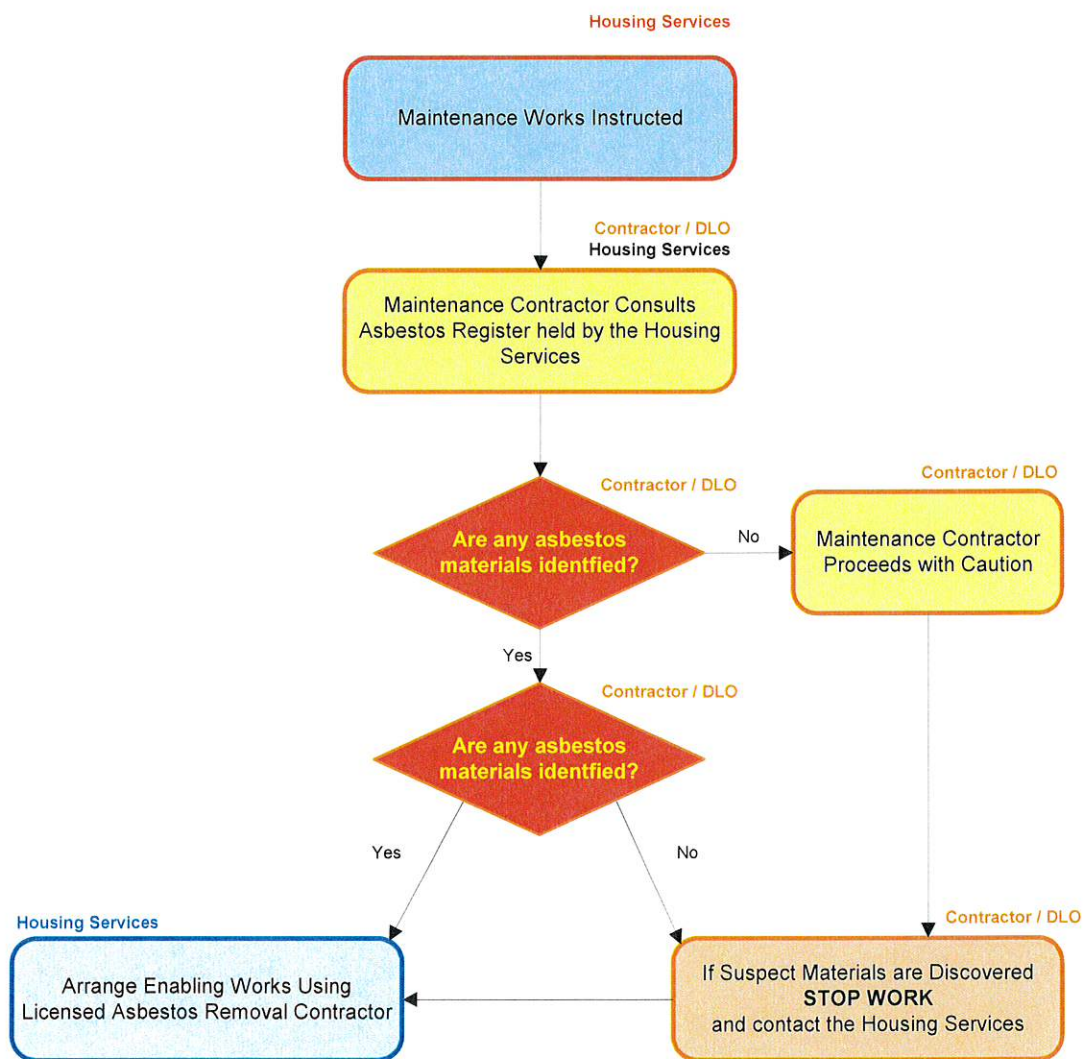 Housing Services
Maintenance Works Instructed
Contractor / DLO
Housing Services
Maintenance Contractor Consults
Asbestos Register held by the Housing
Services
Contractor / DLO
Are any asbestos
materials identfied?
No
Contractor / DLO
Maintenance Contractor
Proceeds with Caution
Yes
Contractor / DLO
Are any asbestos
materials identfied?
Yes
No
Housing Services
Arrange Enabling Works Using
Licensed Asbestos Removal Contractor
Contractor / DLO
If Suspect Materials are Discovered
STOP WORK
and contact the Housing Services